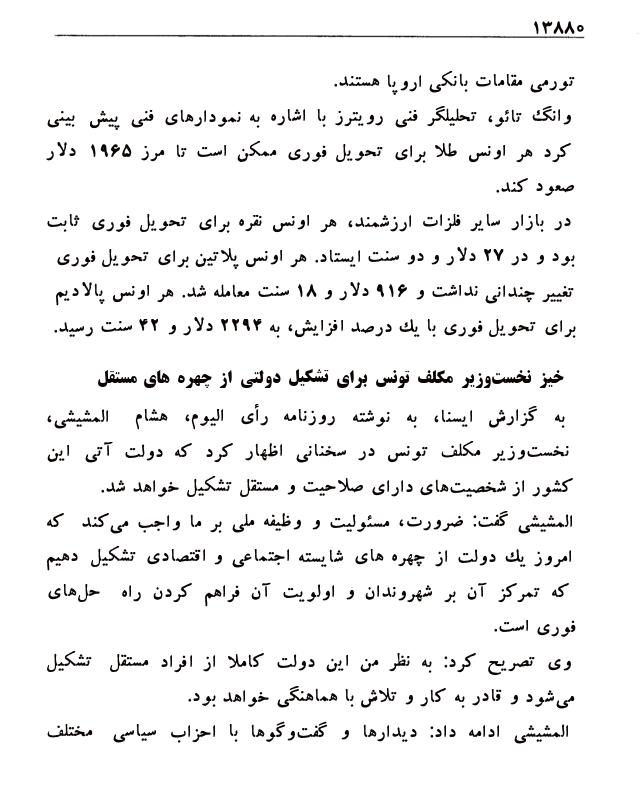 ۱۳۸۸۰
تورمی مقامات بانکی اروپا هستند.
وانگ تائو، تحلیلگر فنی رویترز با اشاره به نمودارهای فنی پیش بینی
کرد هر اونس طلا برای تحویل فوری ممکن است تا مرز ۱۹۶۵ دلار
صعود کند.
در بازار سایر فلزات ارزشمند، هر اونس نقره برای تحویل فوری ثابت
بود و در ۲۷ دلار و دو سنت ایستاد. هر اونس پلاتین برای تحویل فوری
تغییر چندانی نداشت و ۹۱۶ دلار و ۱۸ سنت معامله شد. هر اونس پالادیم
برای تحویل فوری با یك درصد افزایش، به ۲۲۹۴ دلار و ۴۲ سنت رسید.
خیز نخست‌وزیر مکلف تونس برای تشکیل دولتی از چهره های مستقل
به گزارش ایسنا، به نوشته روزنامه رأی الیوم، هشام المشیشی،
نخست‌وزیر مکلف تونس در سخنانی اظهار کرد که دولت آتی این
کشور از شخصیت‌های دارای صلاحیت و مستقل تشکیل خواهد شد.
المشیشی گفت: ضرورت، مسئولیت و وظیفه ملی بر ما واجب می‌کند که
امروز یك دولت از چهره های شایسته اجتماعی و اقتصادی تشکیل دهیم
که تمرکز آن بر شهروندان و اولویت آن فراهم کردن راه حل‌های
فوری است.
وی تصریح کرد: به نظر من این دولت کاملا از افراد مستقل تشکیل
می‌شود و قادر به کار و تلاش با هماهنگی خواهد بود.
المشیشی ادامه داد: دیدارها و گفت‌وگوها با احزاب سیاسی مختلف